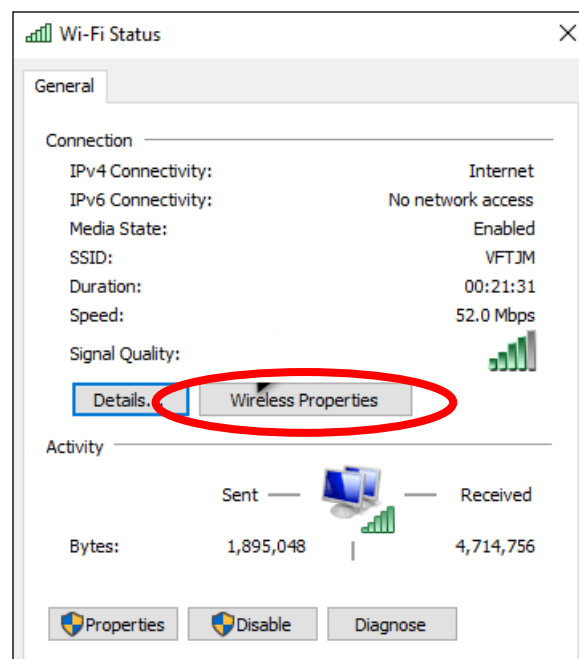 Wi-Fi Status
General
Connection
IPv4 Connectivity: Internet
IPv6 Connectivity: No network access
Media State: Enabled
SSID: VFTJM
Duration: 00:21:31
Speed: 52.0 Mbps
Signal Quality:
Details... Wireless Properties
Activity
Sent Received
Bytes: 1,895,048 4,714,756
Properties Disable Diagnose